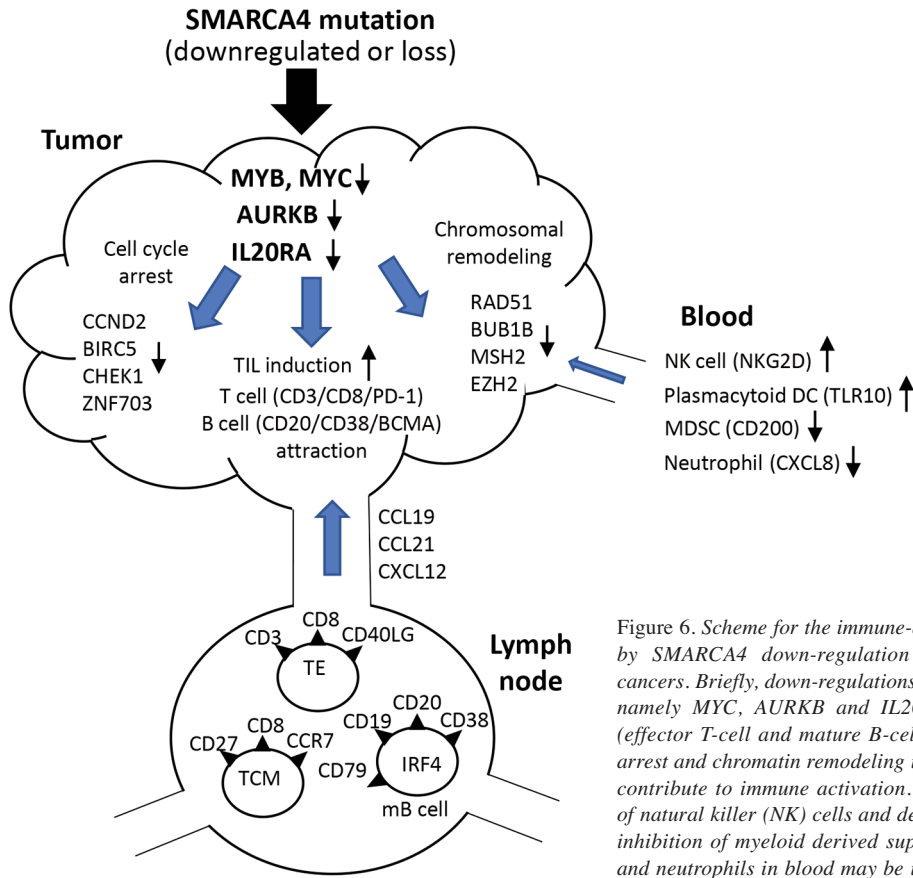 SMARCA4 mutation
(downregulated or loss)
Tumor
MYB, MYC
AURKB
IL20RA
Cell cycle
arrest
CCND2
BIRC5
CHEK1
ZNF703
TIL induction
T cell (CD3/CD8/PD-1)
B cell (CD20/CD38/BCMA)
attraction
Chromosomal
remodeling
RAD51
BUB1B
MSH2
EZH2
Blood
NK cell (NKG2D)
Plasmacytoid DC (TLR10)
MDSC (CD200)
Neutrophil (CXCL8)
CCL19
CCL21
CXCL12
Lymph
node
CD3
CD8
CD40LG
TE
CD27
CD8
CCR7
TCM
CD79
CD19
CD20
CD38
IRF4
mB cell
Figure 6. Scheme for the immune-
by SMARCA4 down-regulation
cancers. Briefly, down-regulations
namely MYC, AURKB and IL20
(effector T-cell and mature B-cel
arrest and chromatin remodeling
contribute to immune activation.
of natural killer (NK) cells and de
inhibition of myeloid derived sup
and neutrophils in blood may be